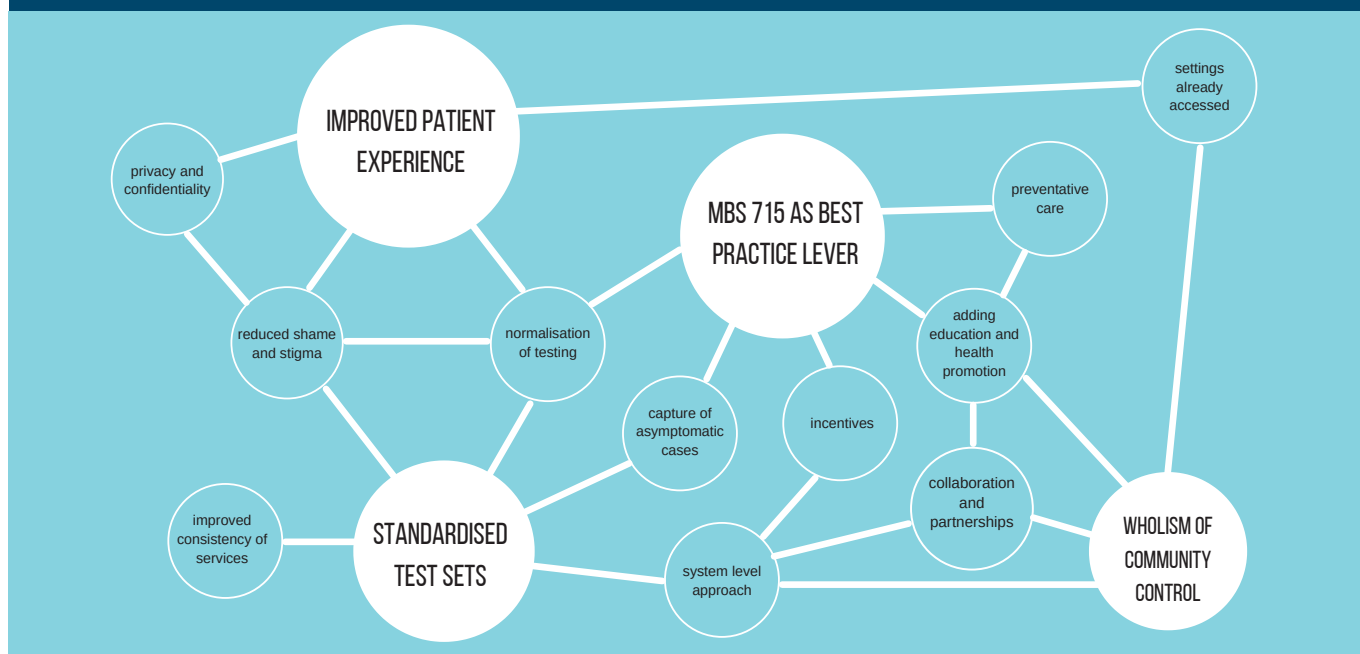 IMPROVED PATIENT
EXPERIENCE
settings
already
accessed
privacy and
confidentiality
MBS 715 AS BEST
PRACTICE LEVER
preventative
care
reduced shame
and stigma
normalisation
of testing
adding
education and
health
promotion
capture of
asymptomatic
cases
incentives
collaboration
and
partnerships
improved
consistency of
services
STANDARDISED
TEST SETS
system level
approach
WHOLISM OF
COMMUNITY
CONTROL